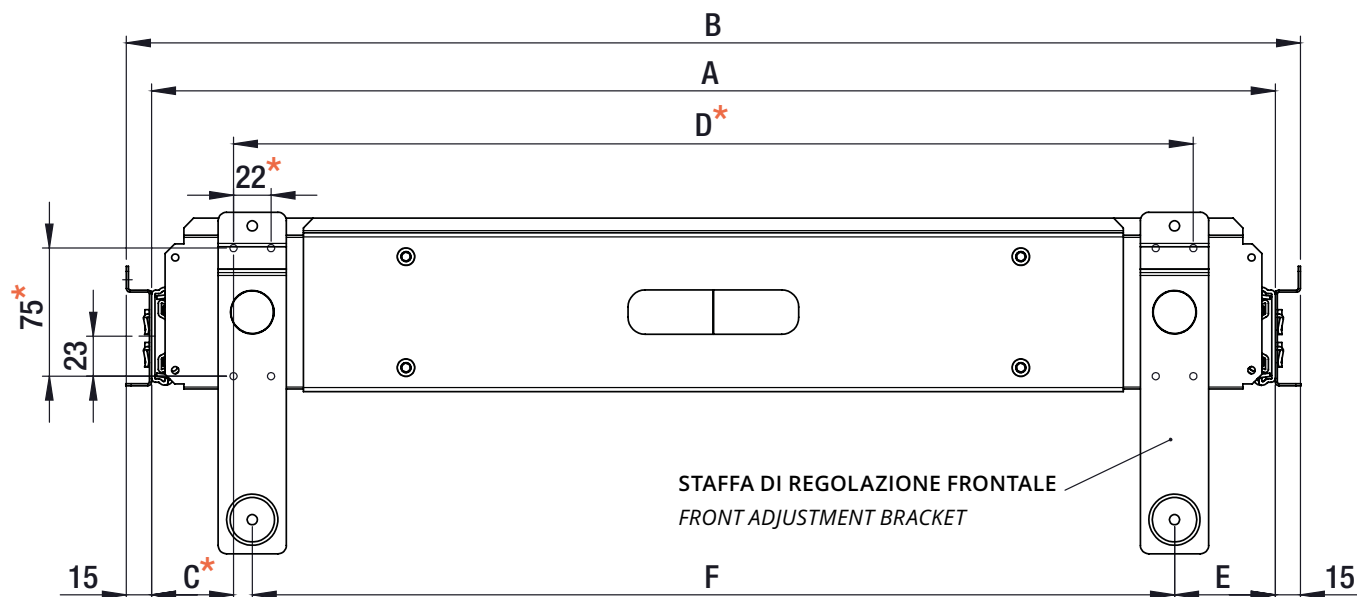 B
A
D*
22*
75*
23
STAFFA DI REGOLAZIONE FRONTALE
FRONT ADJUSTMENT BRACKET
15 C* F E 15